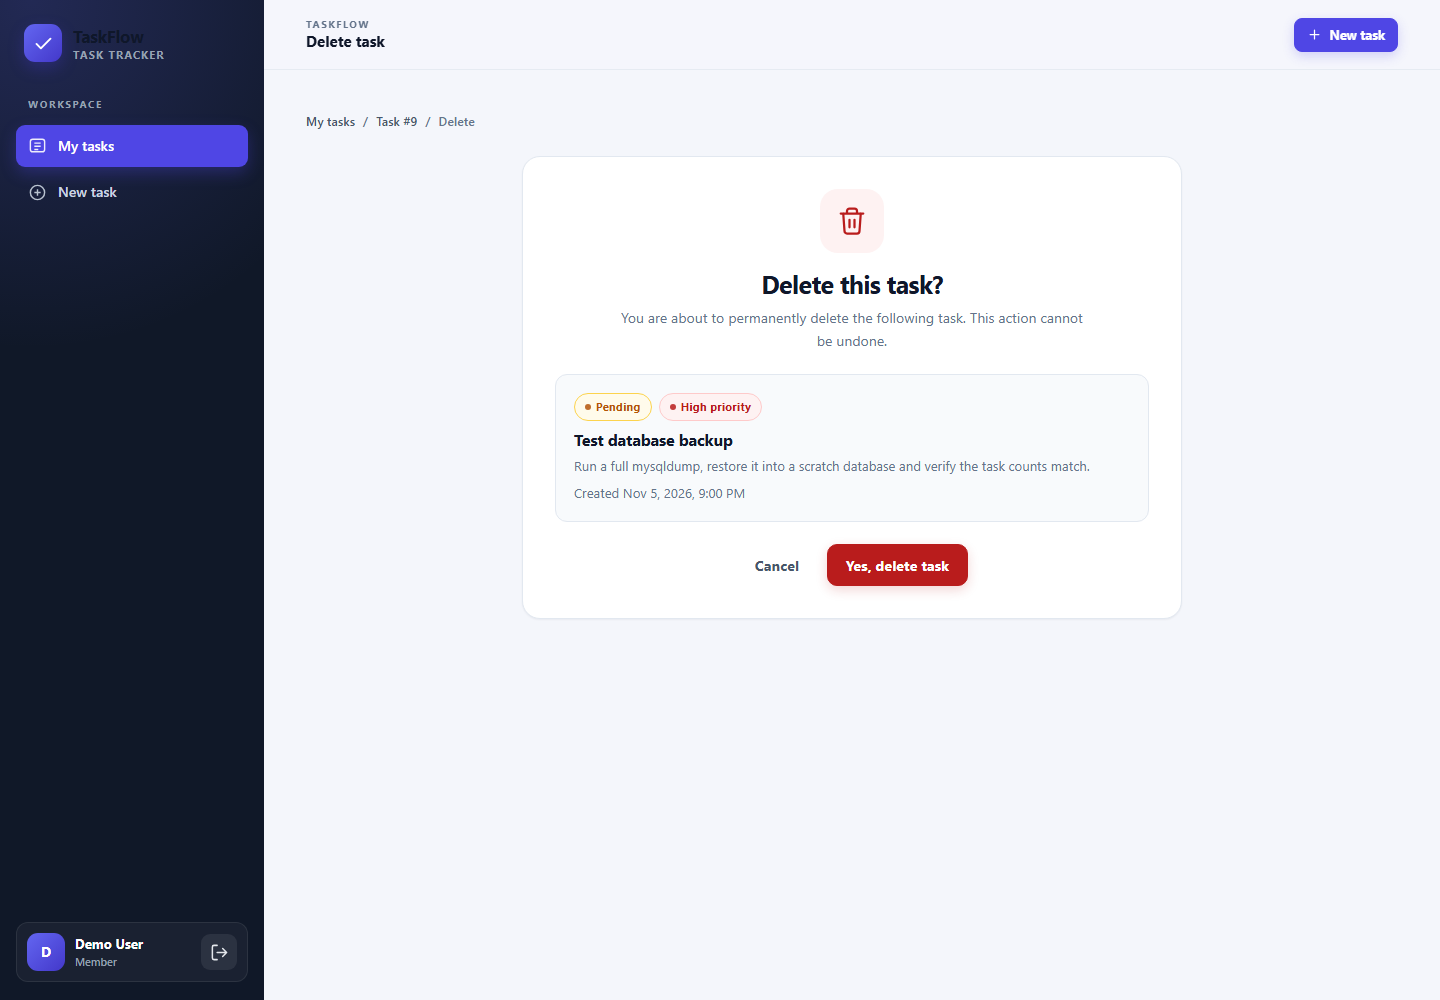 TaskFlow
TASK TRACKER
WORKSPACE
My tasks
New task
Demo User
Member
D
TASKFLOW
Delete task
New task
My tasks / Task #9 / Delete
Delete this task?
You are about to permanently delete the following task. This action cannot
be undone.
Pending
High priority
Test database backup
Run a full mysqldump, restore it into a scratch database and verify the task counts match.
Created Nov 5, 2026, 9:00 PM
Cancel
Yes, delete task